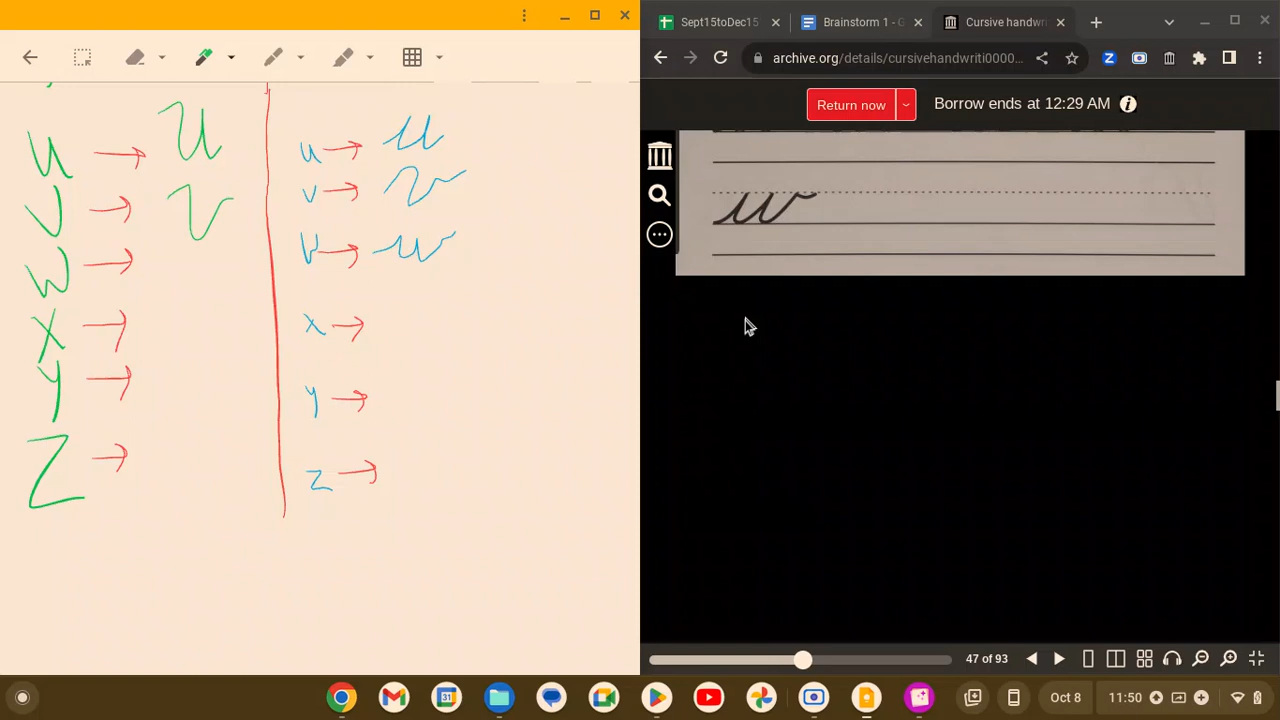 Sept15toDec15
Brainstorm 1 - G
Cursive handwri
archive.org/details/cursivehandwriti0000...
Return now
Borrow ends at 12:29 AM
U → U
V → V
W →
X →
Y →
Z →
u → u
v → v
→ w
x →
y →
z →
w
47 of 93
31
Oct 8
11:50